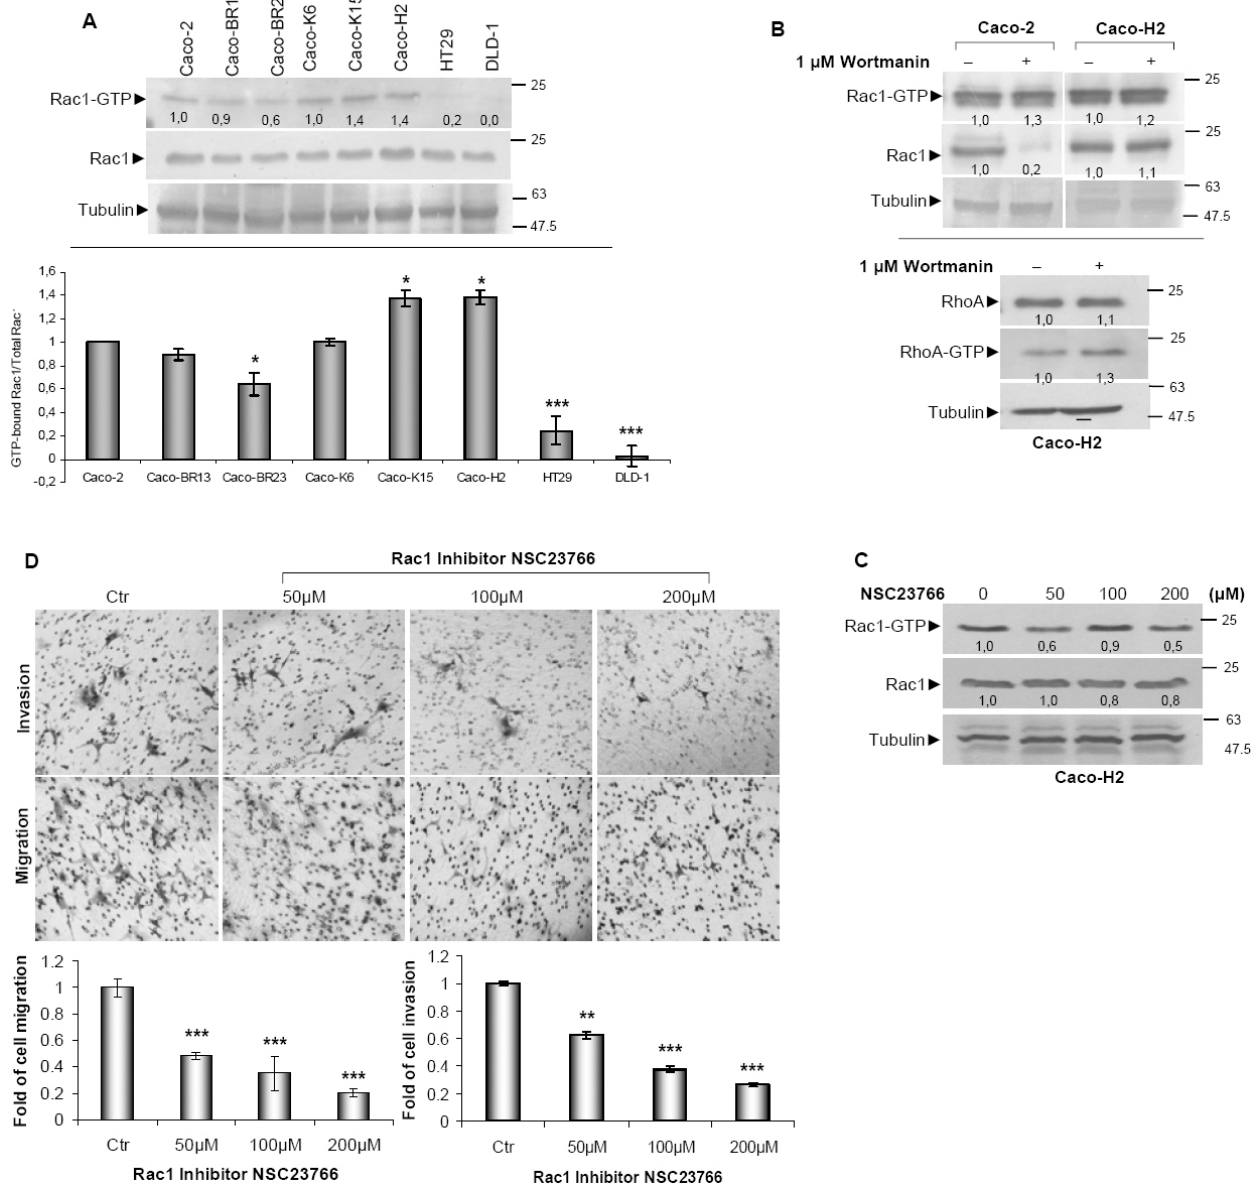 A
Caco-2
Caco-BR13
Caco-BR23
Caco-K6
Caco-K15
Caco-H2
HT29
DLD-1
Rac1-GTP
25
1,0 0,9 0,6 1,0 1,4 1,4 0,2 0,0
Rac1
25
Tubulin
63
47.5
GTP-bound Rac1/Total Rac
1,6
1,4
1,2
1
0,8
0,6
0,4
0,2
0
-0,2
* * * *** ***
Caco-2 Caco-BR13 Caco-BR23 Caco-K6 Caco-K15 Caco-H2 HT29 DLD-1
B
Caco-2 Caco-H2
1 µM Wortmanin – + – +
Rac1-GTP
25
1,0 1,3 1,0 1,2
Rac1
25
1,0 0,2 1,0 1,1
Tubulin
63
47.5
1 µM Wortmanin – +
RhoA
25
1,0 1,1
RhoA-GTP
25
1,0 1,3
Tubulin
63
47.5
Caco-H2
D
Rac1 Inhibitor NSC23766
Ctr 50µM 100µM 200µM
Invasion
Migration
Fold of cell migration
1.2
1
0.8
0.6
0.4
0.2
0
*** *** ***
Ctr 50µM 100µM 200µM
Rac1 Inhibitor NSC23766
Fold of cell invasion
1.2
1
0.8
0.6
0.4
0.2
0
** *** ***
Ctr 50µM 100µM 200µM
Rac1 Inhibitor NSC23766
C
NSC23766 0 50 100 200 (µM)
Rac1-GTP
25
1,0 0,6 0,9 0,5
Rac1
25
1,0 1,0 0,8 0,8
Tubulin
63
47.5
Caco-H2